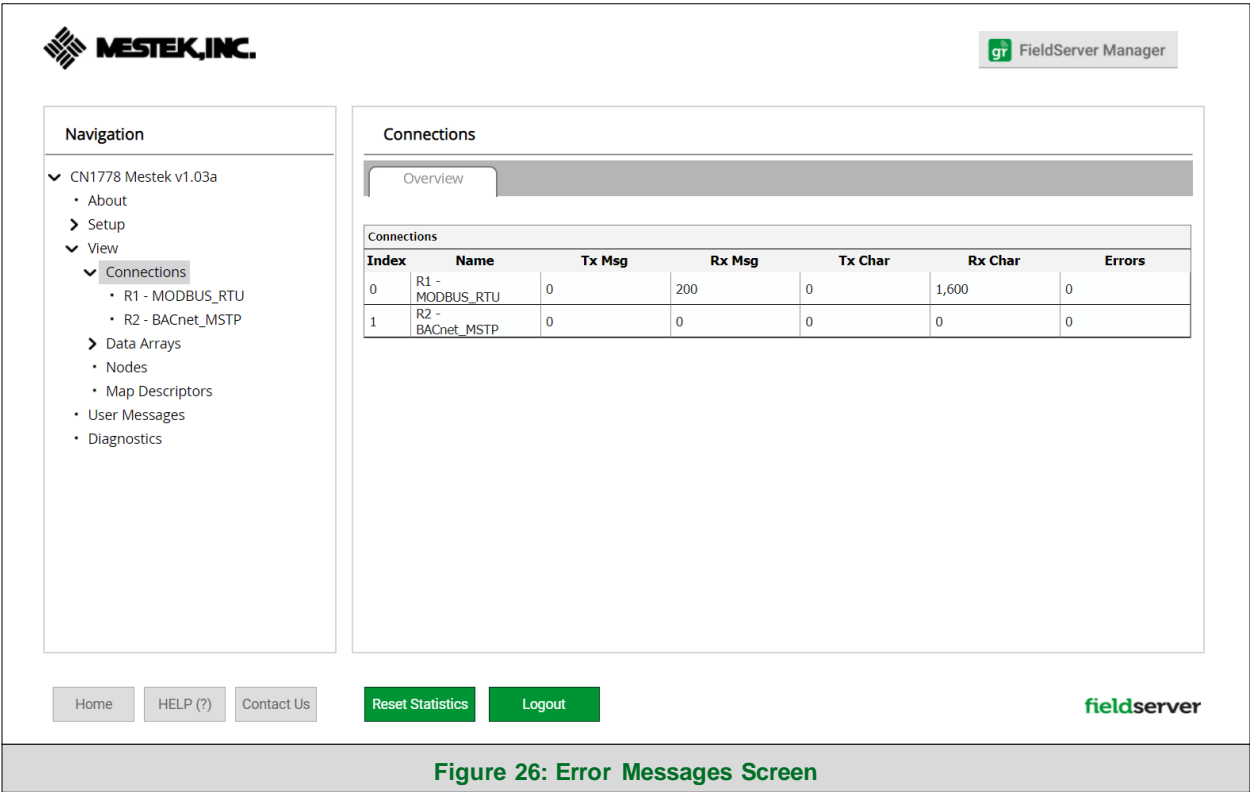 MESTEK,INC.
gr FieldServer Manager
Navigation
CN1778 Mestek v1.03a
• About
Setup
View
Connections
• R1 - MODBUS_RTU
• R2 - BACnet_MSTP
Data Arrays
• Nodes
• Map Descriptors
• User Messages
• Diagnostics
Connections
Overview
Connections
Index Name Tx Msg Rx Msg Tx Char Rx Char Errors
0 R1 - MODBUS_RTU 0 200 0 1,600 0
1 R2 - BACnet_MSTP 0 0 0 0 0
Home HELP (?) Contact Us Reset Statistics Logout fieldserver
Figure 26: Error Messages Screen